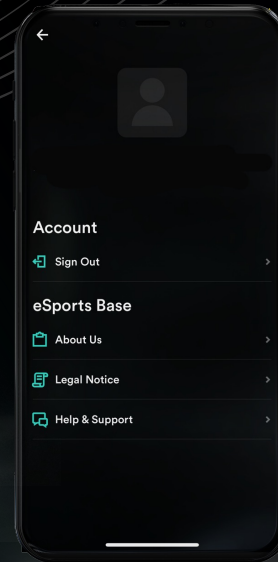 Account
Sign Out
eSports Base
About Us
Legal Notice
Help & Support